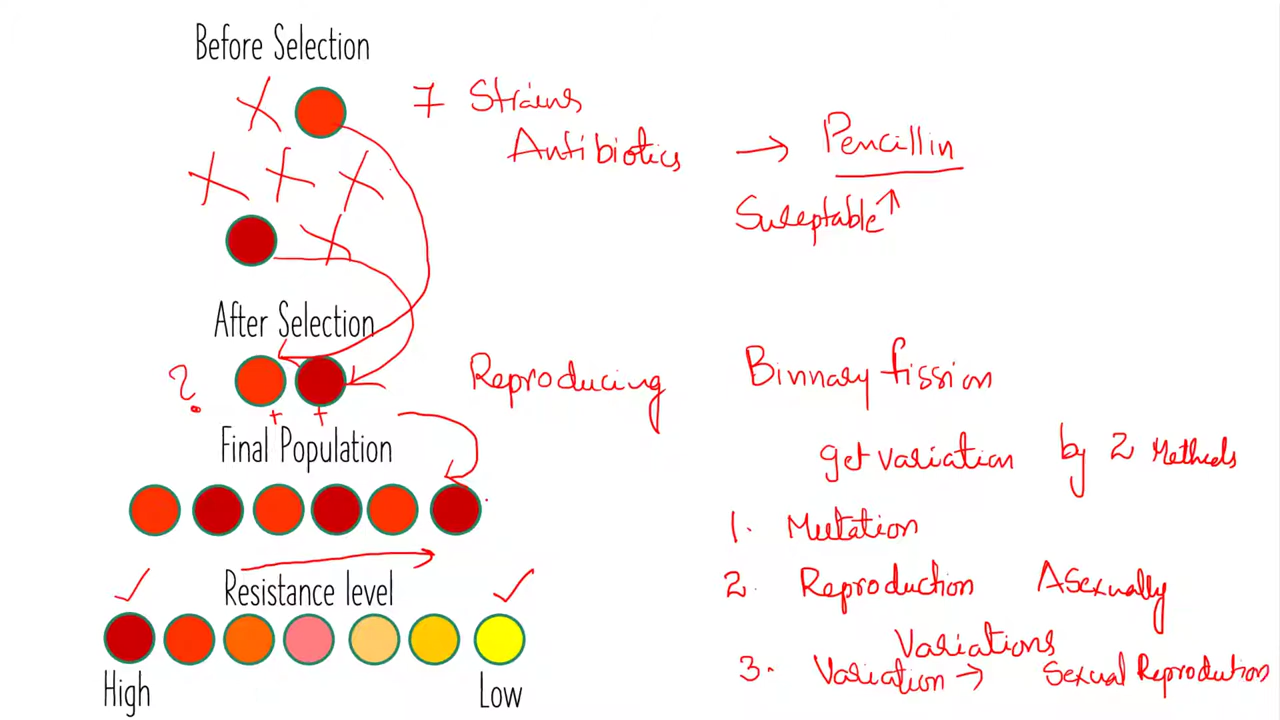 Before Selection
7 Strains
Antibiotics → Pencillin
Suseptable ↑
After Selection
?
Reproducing
Binnary fission
+ +
Final Population
get variation by 2 Methods
1. Mutation
Resistance level
2. Reproduction Asexually
Variations
3. Variation → Sexual Reprodution
High
Low